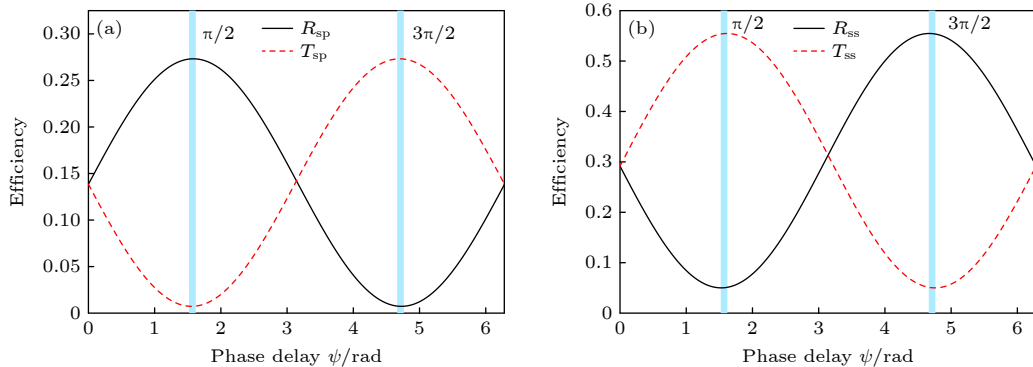 (a)
π/2
R_sp
T_sp
3π/2
0.30
0.25
0.20
0.15
0.10
0.05
0
Efficiency
0 1 2 3 4 5 6
Phase delay ψ/rad
(b)
π/2
R_ss
T_ss
3π/2
0.6
0.5
0.4
0.3
0.2
0.1
0
Efficiency
0 1 2 3 4 5 6
Phase delay ψ/rad